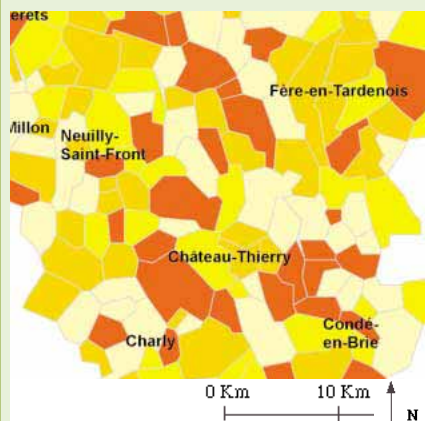 erets
Fère-en-Tardenois
Millon
Neuilly-
Saint-Front
Château-Thierry
Charly
Condé-
en-Brie
0 Km 10 Km
N